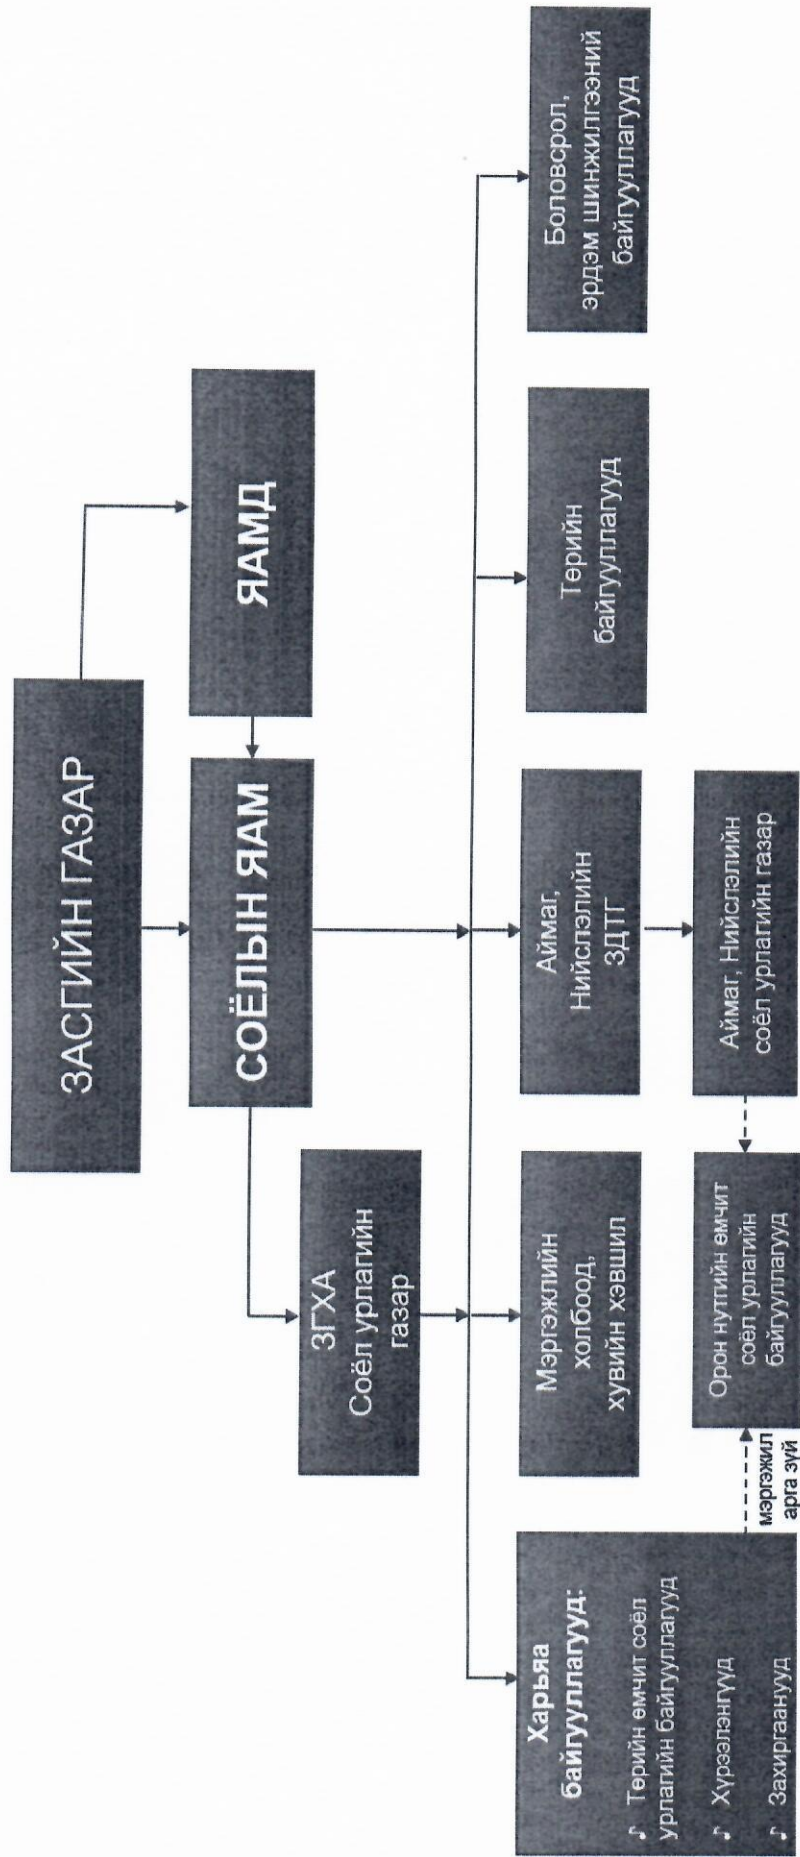 ЗАСГИЙН ГАЗАР
ЯАМД
СОЁЛЫН ЯАМ
ЗГХА
Соёл урлагийн
газар
Харьяа
байгууллагууд:
♪ Төрийн өмчит соёл
урлагийн байгууллагууд
♪ Хүрээлэнгүүд
♪ Захиргаанууд
Мэргэжлийн
холбоод,
хувийн хэвшил
Аймаг,
Нийслэлийн
ЗДТГ
Төрийн
байгууллагууд
Боловсрол,
эрдэм шинжилгээний
байгууллагууд
мэргэжил
арга зүй
Орон нутгийн өмчит
соёл урлагийн
байгууллагууд
Аймаг, Нийслэлийн
соёл урлагийн газар